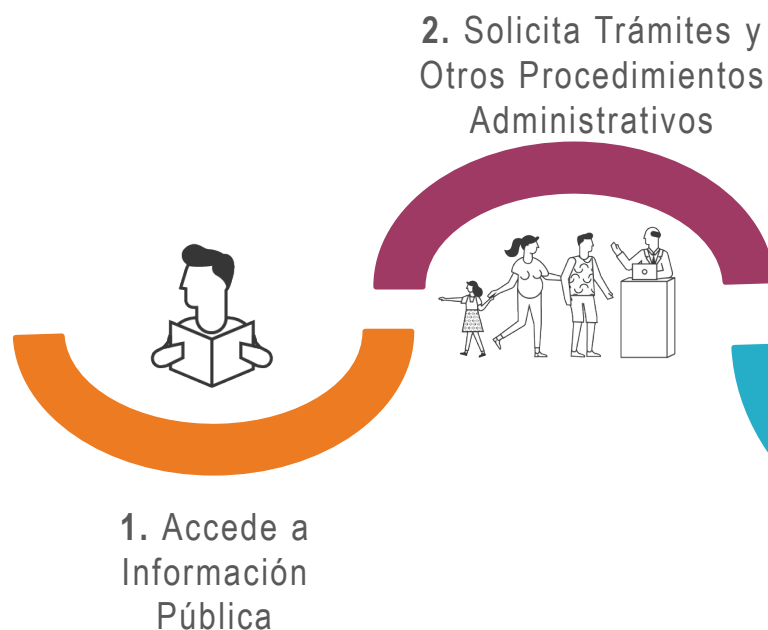 2. Solicita Trámites y
Otros Procedimientos
Administrativos
1. Accede a
Información
Pública